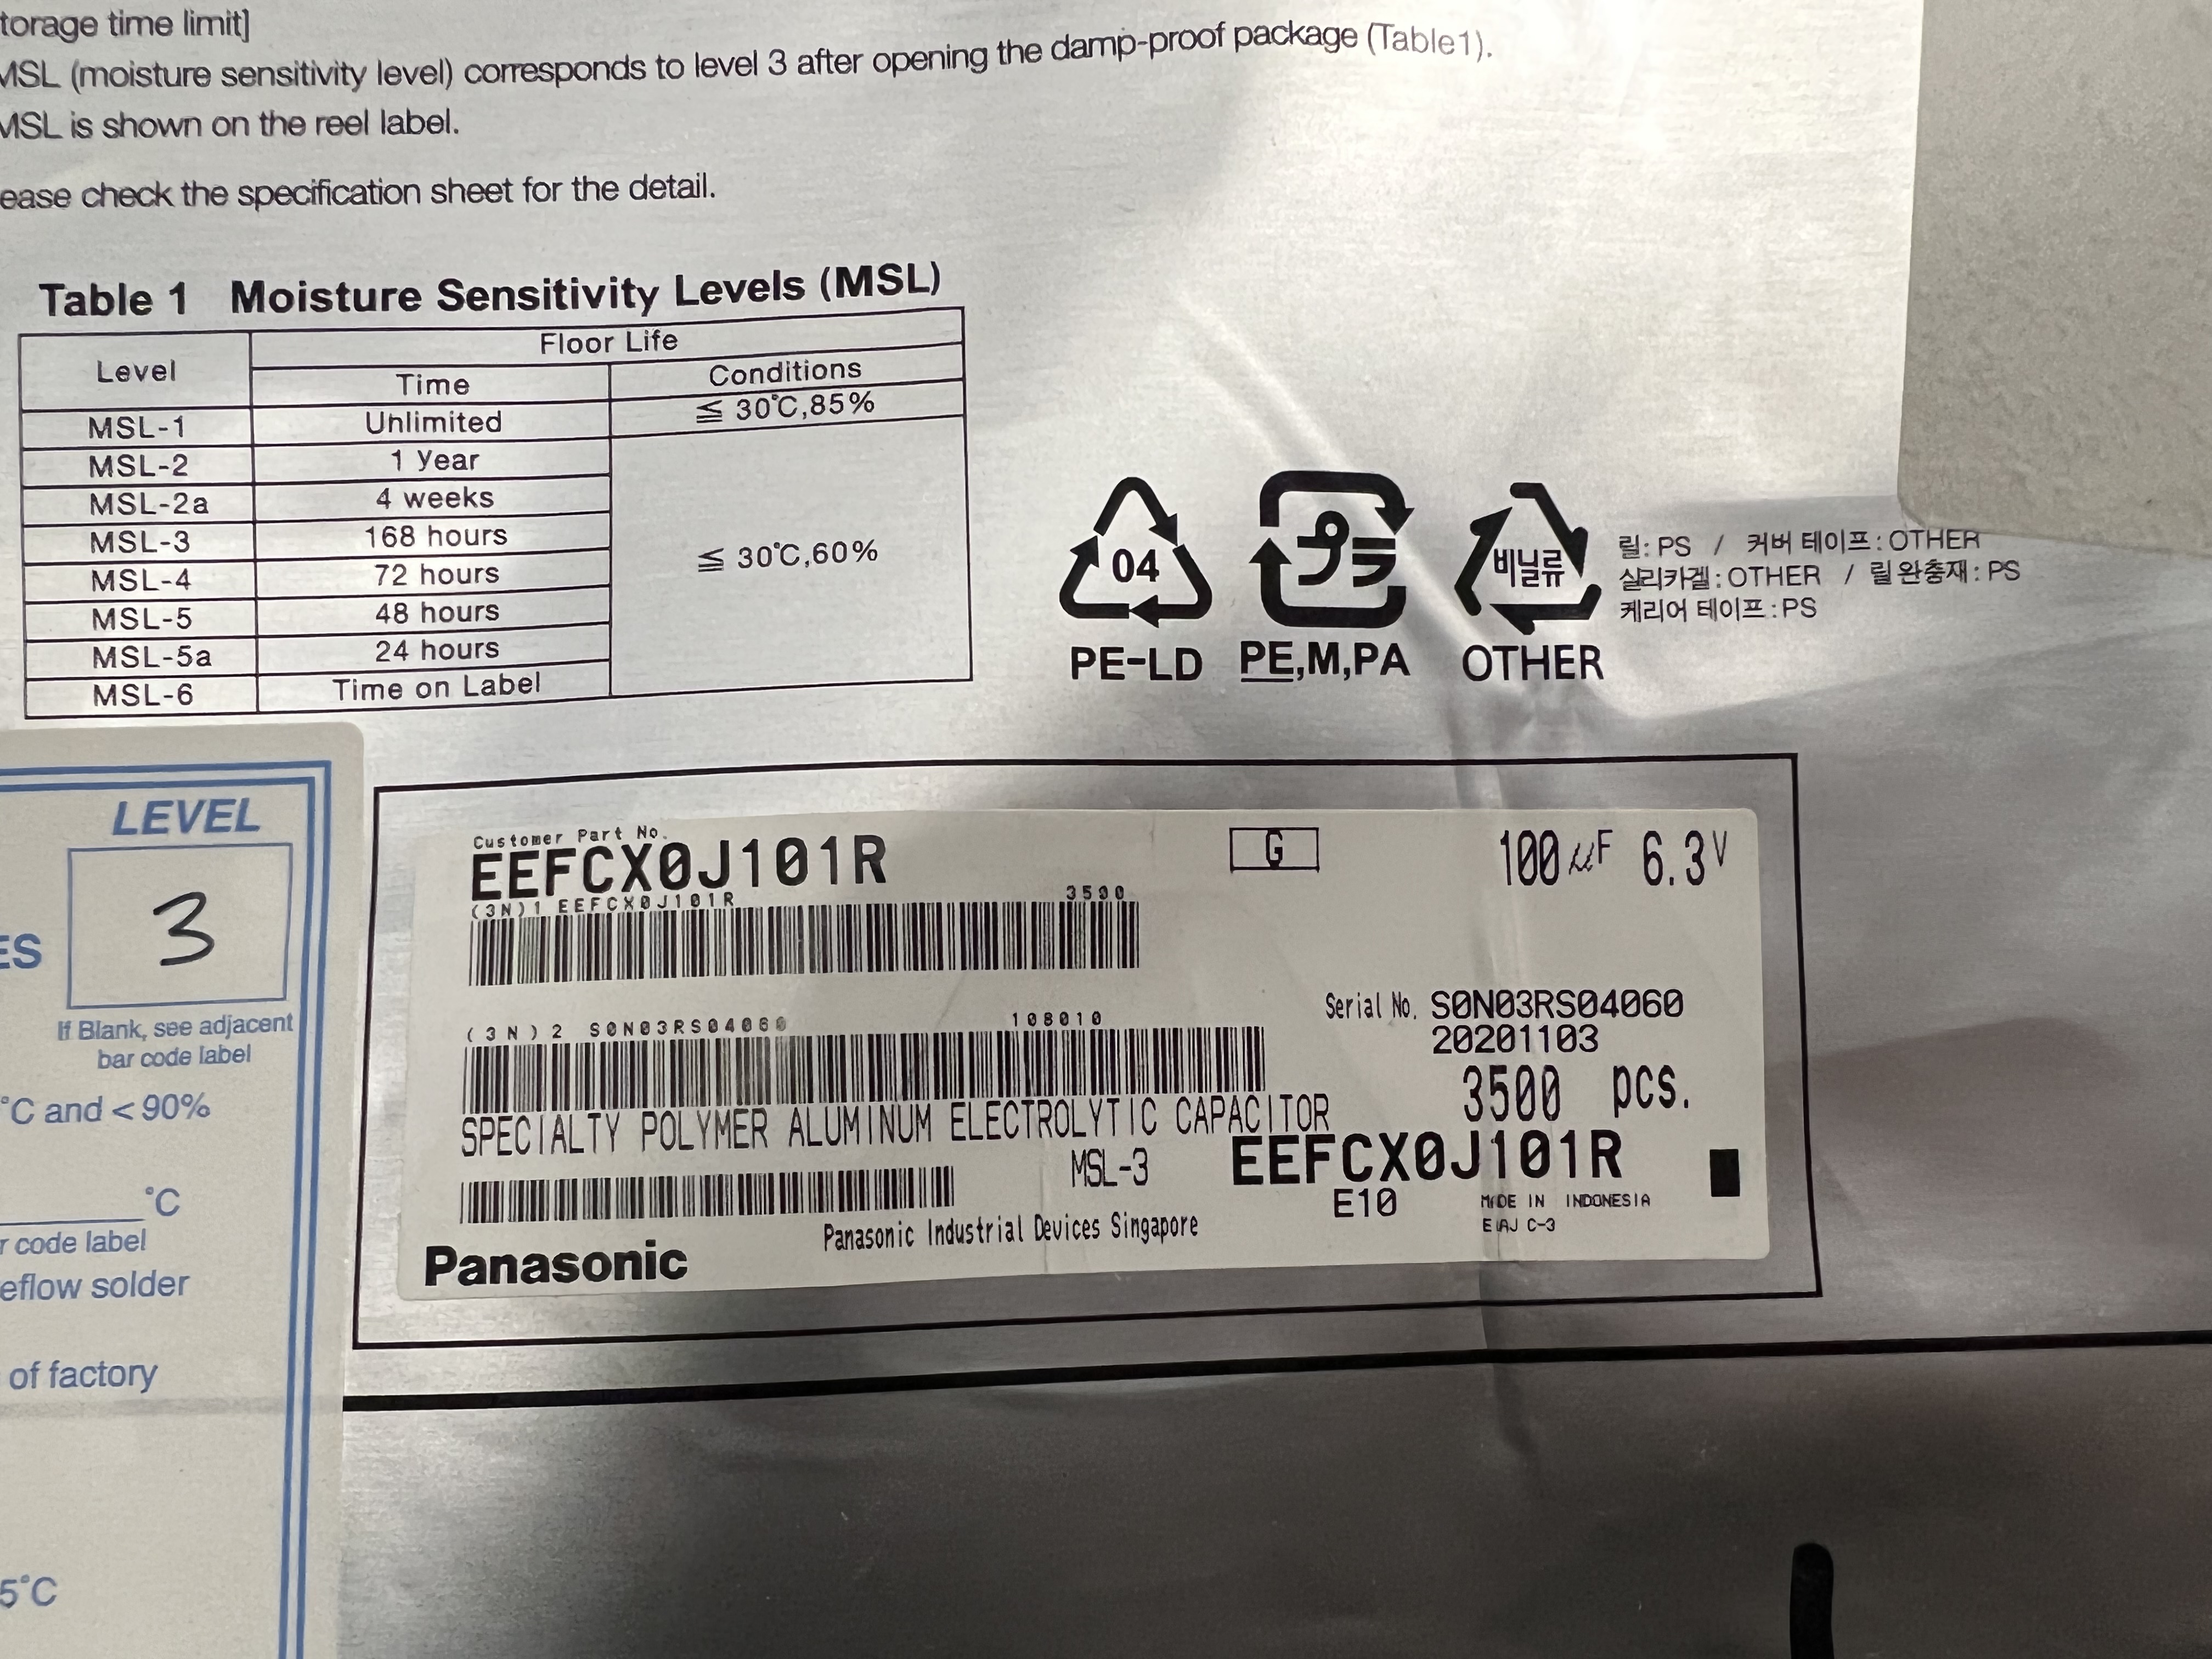 torage time limit]
MSL (moisture sensitivity level) corresponds to level 3 after opening the damp-proof package (Table1).
MSL is shown on the reel label.
ease check the specification sheet for the detail.
Table 1 Moisture Sensitivity Levels (MSL)
Level Floor Life
Time Conditions
MSL-1 Unlimited ≦ 30℃,85%
MSL-2 1 Year
MSL-2a 4 weeks
MSL-3 168 hours ≦ 30℃,60%
MSL-4 72 hours
MSL-5 48 hours
MSL-5a 24 hours
MSL-6 Time on Label
04
PE-LD
プラ
PE,M,PA
비닐류
OTHER
릴: PS / 커버 테이프: OTHER
실리카겔: OTHER / 릴완충재: PS
케리어 테이프: PS
LEVEL
3
ES
If Blank, see adjacent
bar code label
°C and < 90%
°C
r code label
eflow solder
of factory
5°C
Customer Part No.
EEFCX0J101R
G
100 μF 6.3V
(3N)1 EEFCX0J101R 3500
Serial No. S0N03RS04060
20201103
(3N)2 S0N03RS04060 108010
3500 pcs.
SPECIALTY POLYMER ALUMINUM ELECTROLYTIC CAPACITOR
MSL-3 EEFCX0J101R
E10 MADE IN INDONESIA
EIAJ C-3
Panasonic Industrial Devices Singapore
Panasonic